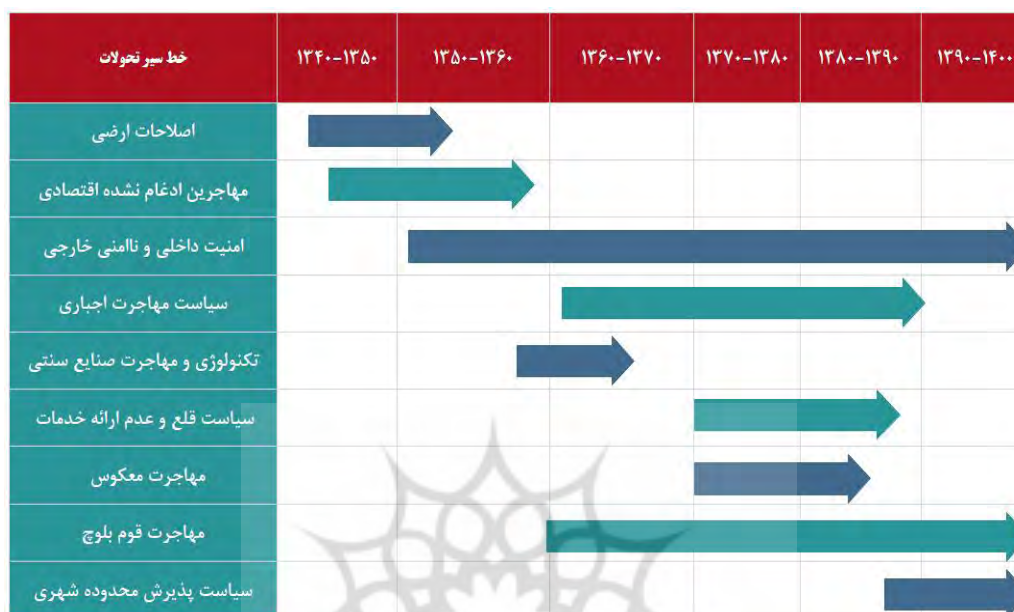 خط سیر تحولات
۱۳۴۰-۱۳۵۰
۱۳۵۰-۱۳۶۰
۱۳۶۰-۱۳۷۰
۱۳۷۰-۱۳۸۰
۱۳۸۰-۱۳۹۰
۱۳۹۰-۱۴۰۰
اصلاحات ارضی
مهاجرین ادغام نشده اقتصادی
امنیت داخلی و ناامنی خارجی
سیاست مهاجرت اجباری
تکنولوژی و مهاجرت صنایع سنتی
سیاست قلع و عدم ارائه خدمات
مهاجرت معکوس
مهاجرت قوم بلوچ
سیاست پذیرش محدوده شهری